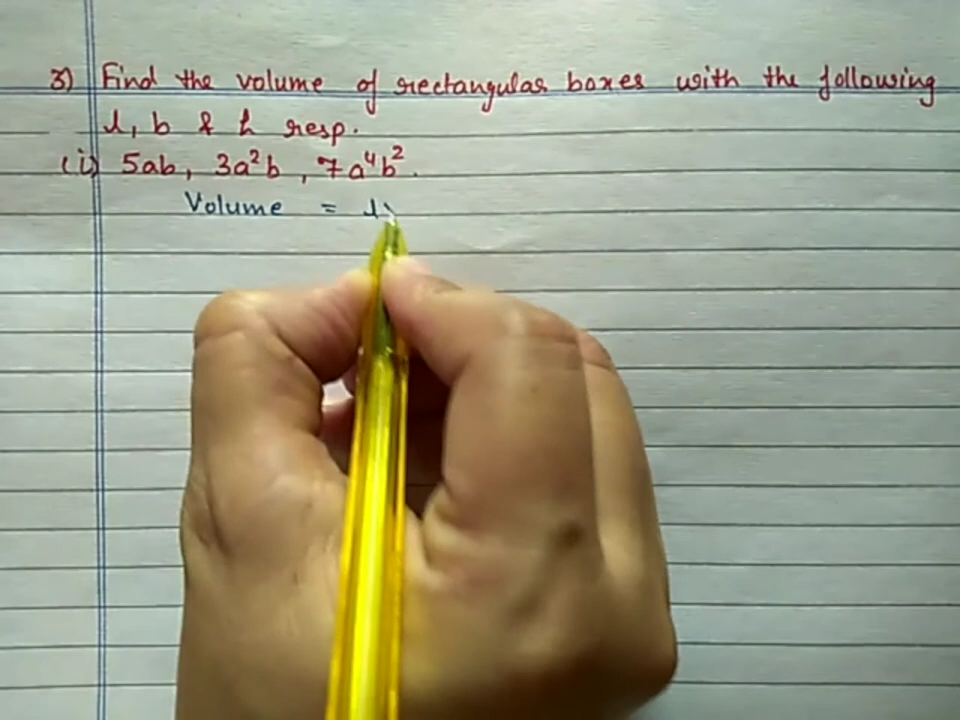 3) Find the volume of rectangular boxes with the following
l, b & h resp.
(i) 5ab, 3a²b, 7a⁴b².
Volume = l×